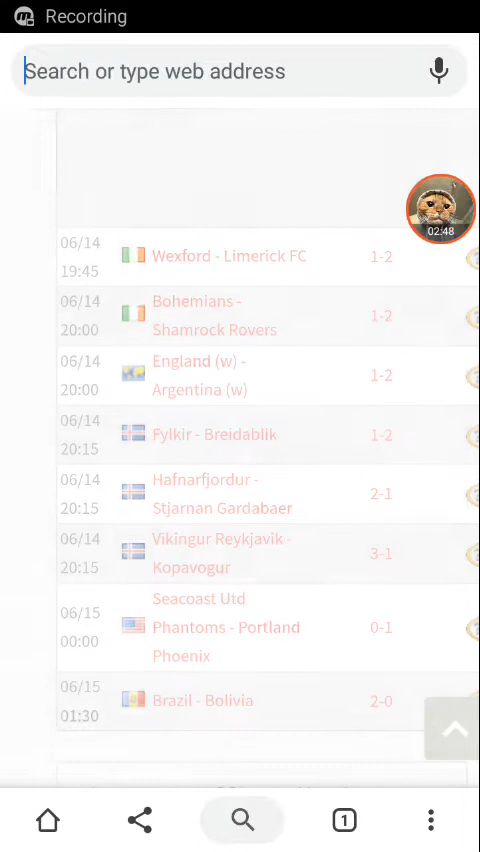 Recording
Search or type web address
02:48
06/14
19:45
Wexford - Limerick FC
1-2
06/14
20:00
Bohemians -
Shamrock Rovers
1-2
06/14
20:00
England (w) -
Argentina (w)
1-2
06/14
20:15
Fylkir - Breidablik
1-2
06/14
20:15
Hafnarfjordur -
Stjarnan Gardabaer
2-1
06/14
20:15
Vikingur Reykjavik -
Kopavogur
3-1
06/15
00:00
Seacoast Utd
Phantoms - Portland
Phoenix
0-1
06/15
01:30
Brazil - Bolivia
2-0
1